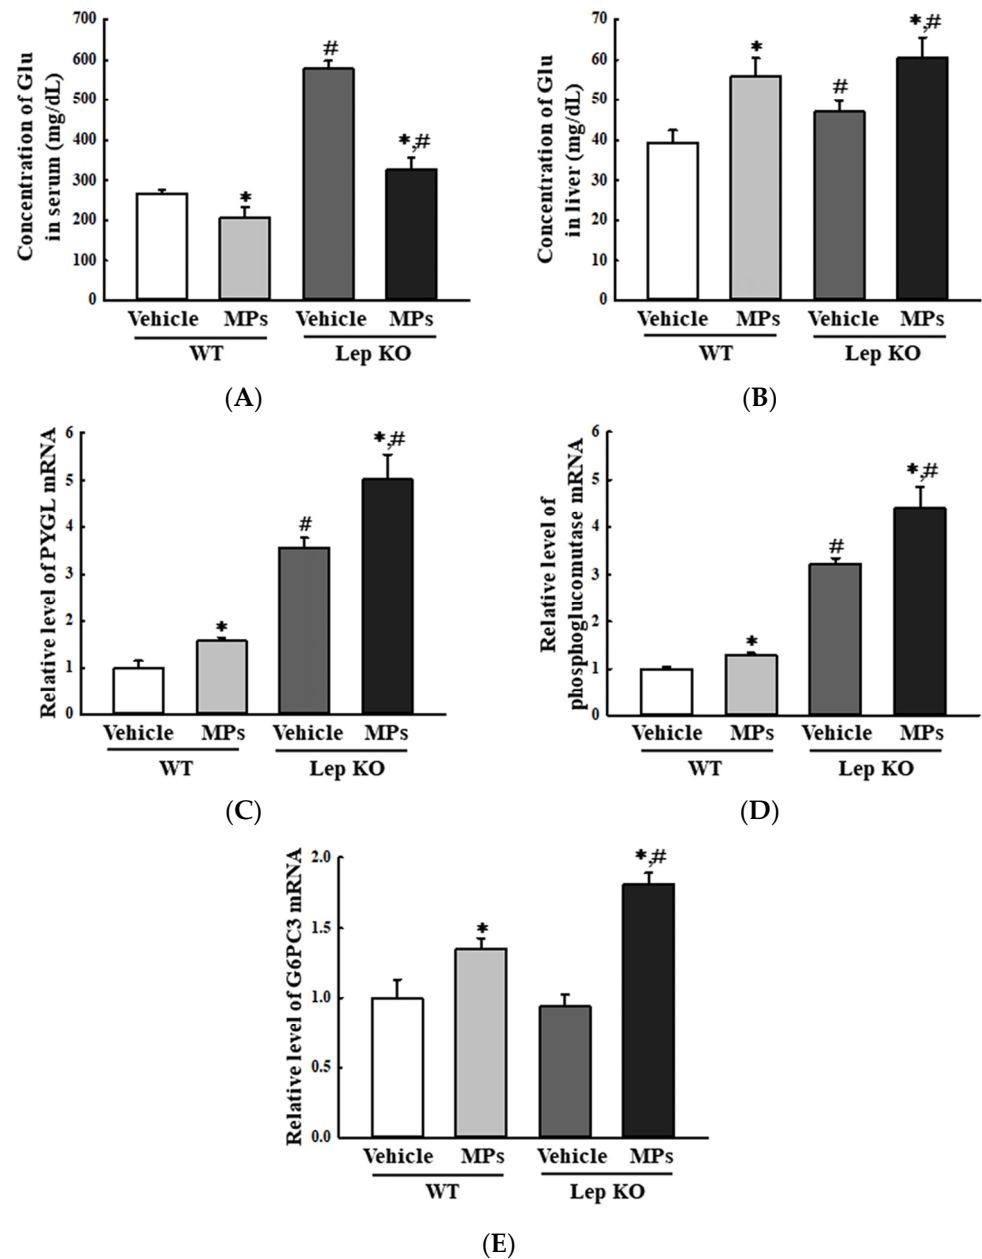 Concentration of Glu
in serum (mg/dL)
700
600
500
400
300
200
100
0
#
*
*,#
Vehicle MPs Vehicle MPs
WT Lep KO
(A)
Concentration of Glu
in liver (mg/dL)
70
60
50
40
30
20
10
0
*
#
*,#
Vehicle MPs Vehicle MPs
WT Lep KO
(B)
Relative level of PYGL mRNA
6
5
4
3
2
1
0
*
#
*,#
Vehicle MPs Vehicle MPs
WT Lep KO
(C)
Relative level of
phosphoglucomutase mRNA
6
5
4
3
2
1
0
*
#
*,#
Vehicle MPs Vehicle MPs
WT Lep KO
(D)
Relative level of G6PC3 mRNA
2.0
1.5
1.0
0.5
0.0
*
*,#
Vehicle MPs Vehicle MPs
WT Lep KO
(E)